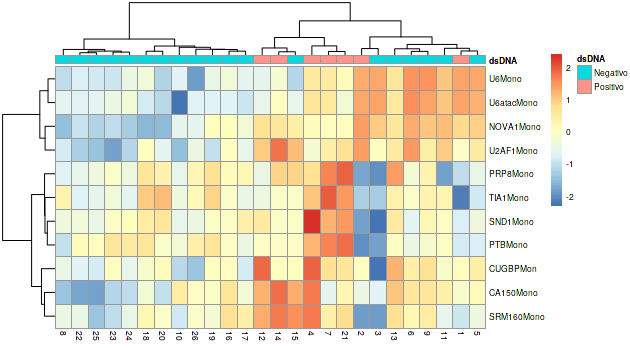 dsDNA
U6Mono
U6atacMono
NOVA1Mono
U2AF1Mono
PRP8Mono
TIA1Mono
SND1Mono
PTBMono
CUGBPMon
CA150Mono
SRM160Mono
8 22 25 23 24 18 20 10 26 19 16 17 12 14 15 4 7 21 2 3 13 6 9 11 1 5
2
1
0
-1
-2
dsDNA
Negativo
Positivo